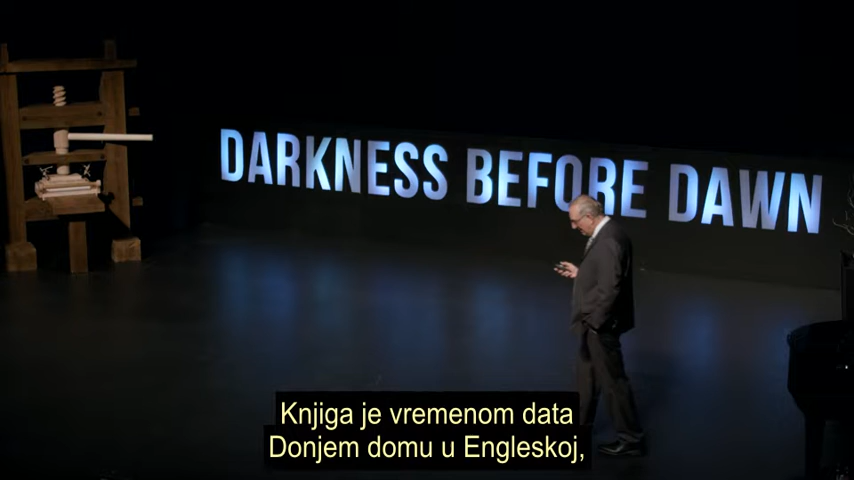 DARKNESS BEFORE DAWN
Knjiga je vremenom data
Donjem domu u Engleskoj,